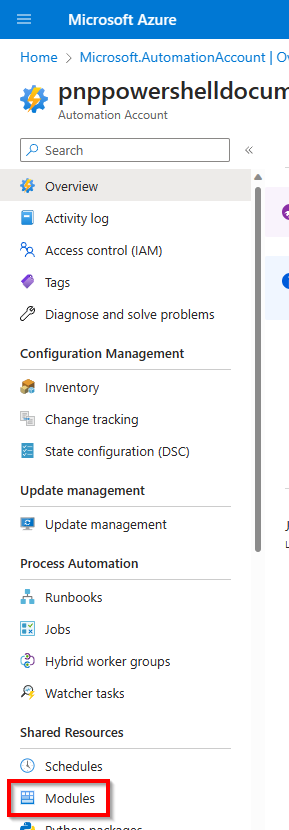 Microsoft Azure
Home > Microsoft.AutomationAccount | Ov
pnppowershelldocum
Automation Account
Search
Overview
Activity log
Access control (IAM)
Tags
Diagnose and solve problems
Configuration Management
Inventory
Change tracking
State configuration (DSC)
Update management
Update management
Process Automation
Runbooks
Jobs
Hybrid worker groups
Watcher tasks
Shared Resources
Schedules
Modules
Python packages